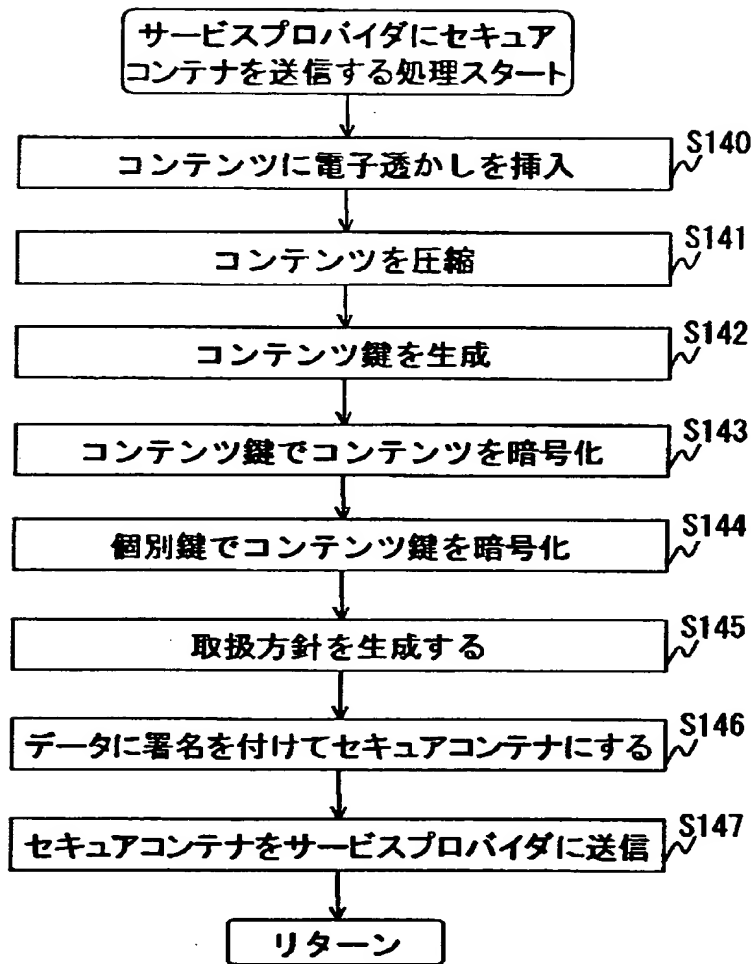 サービスプロバイダにセキュア
コンテナを送信する処理スタート
S140
コンテンツに電子透かしを挿入
S141
コンテンツを圧縮
S142
コンテンツ鍵を生成
S143
コンテンツ鍵でコンテンツを暗号化
S144
個別鍵でコンテンツ鍵を暗号化
S145
取扱方針を生成する
S146
データに署名を付けてセキュアコンテナにする
S147
セキュアコンテナをサービスプロバイダに送信
リターン